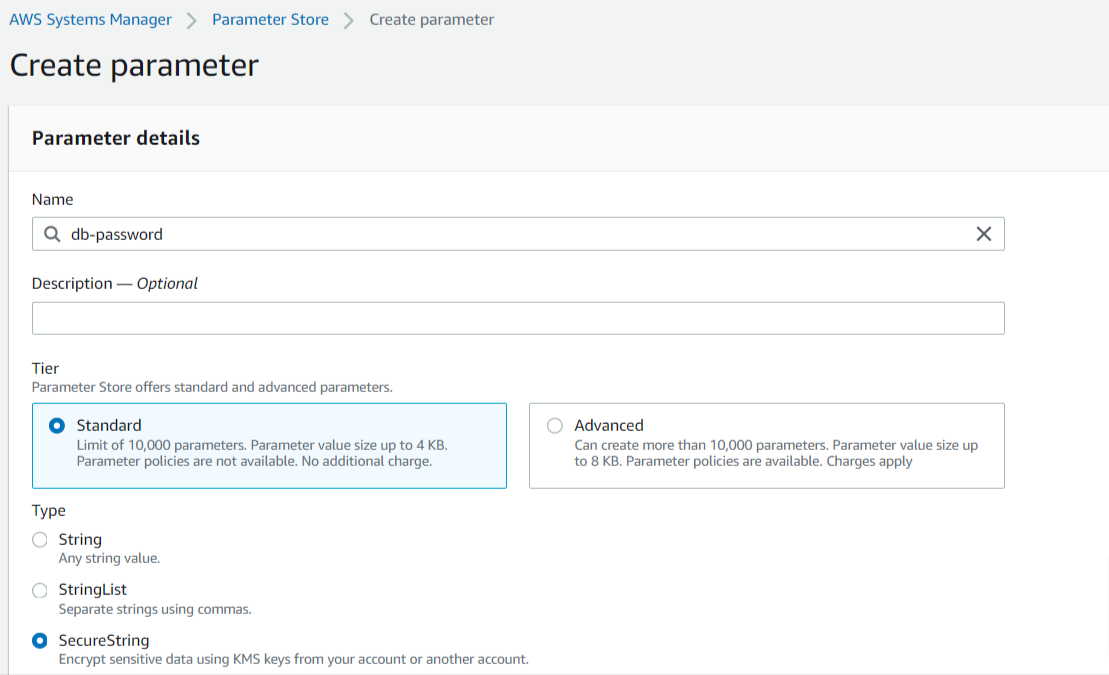 AWS Systems Manager > Parameter Store > Create parameter
Create parameter
Parameter details
Name
db-password
Description — Optional
Tier
Parameter Store offers standard and advanced parameters.
Standard
Limit of 10,000 parameters. Parameter value size up to 4 KB.
Parameter policies are not available. No additional charge.
Advanced
Can create more than 10,000 parameters. Parameter value size up
to 8 KB. Parameter policies are available. Charges apply
Type
String
Any string value.
StringList
Separate strings using commas.
SecureString
Encrypt sensitive data using KMS keys from your account or another account.